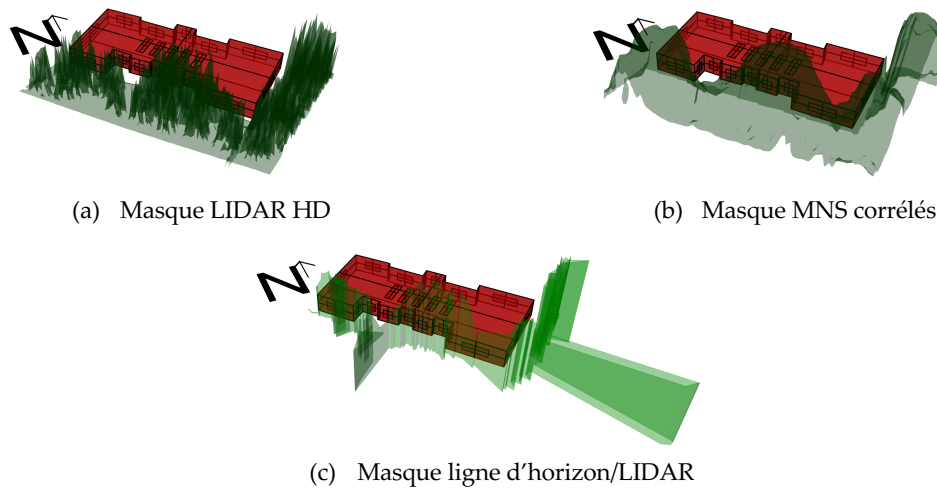 N
N
(a) Masque LIDAR HD
(b) Masque MNS corrélés
N
(c) Masque ligne d'horizon/LIDAR